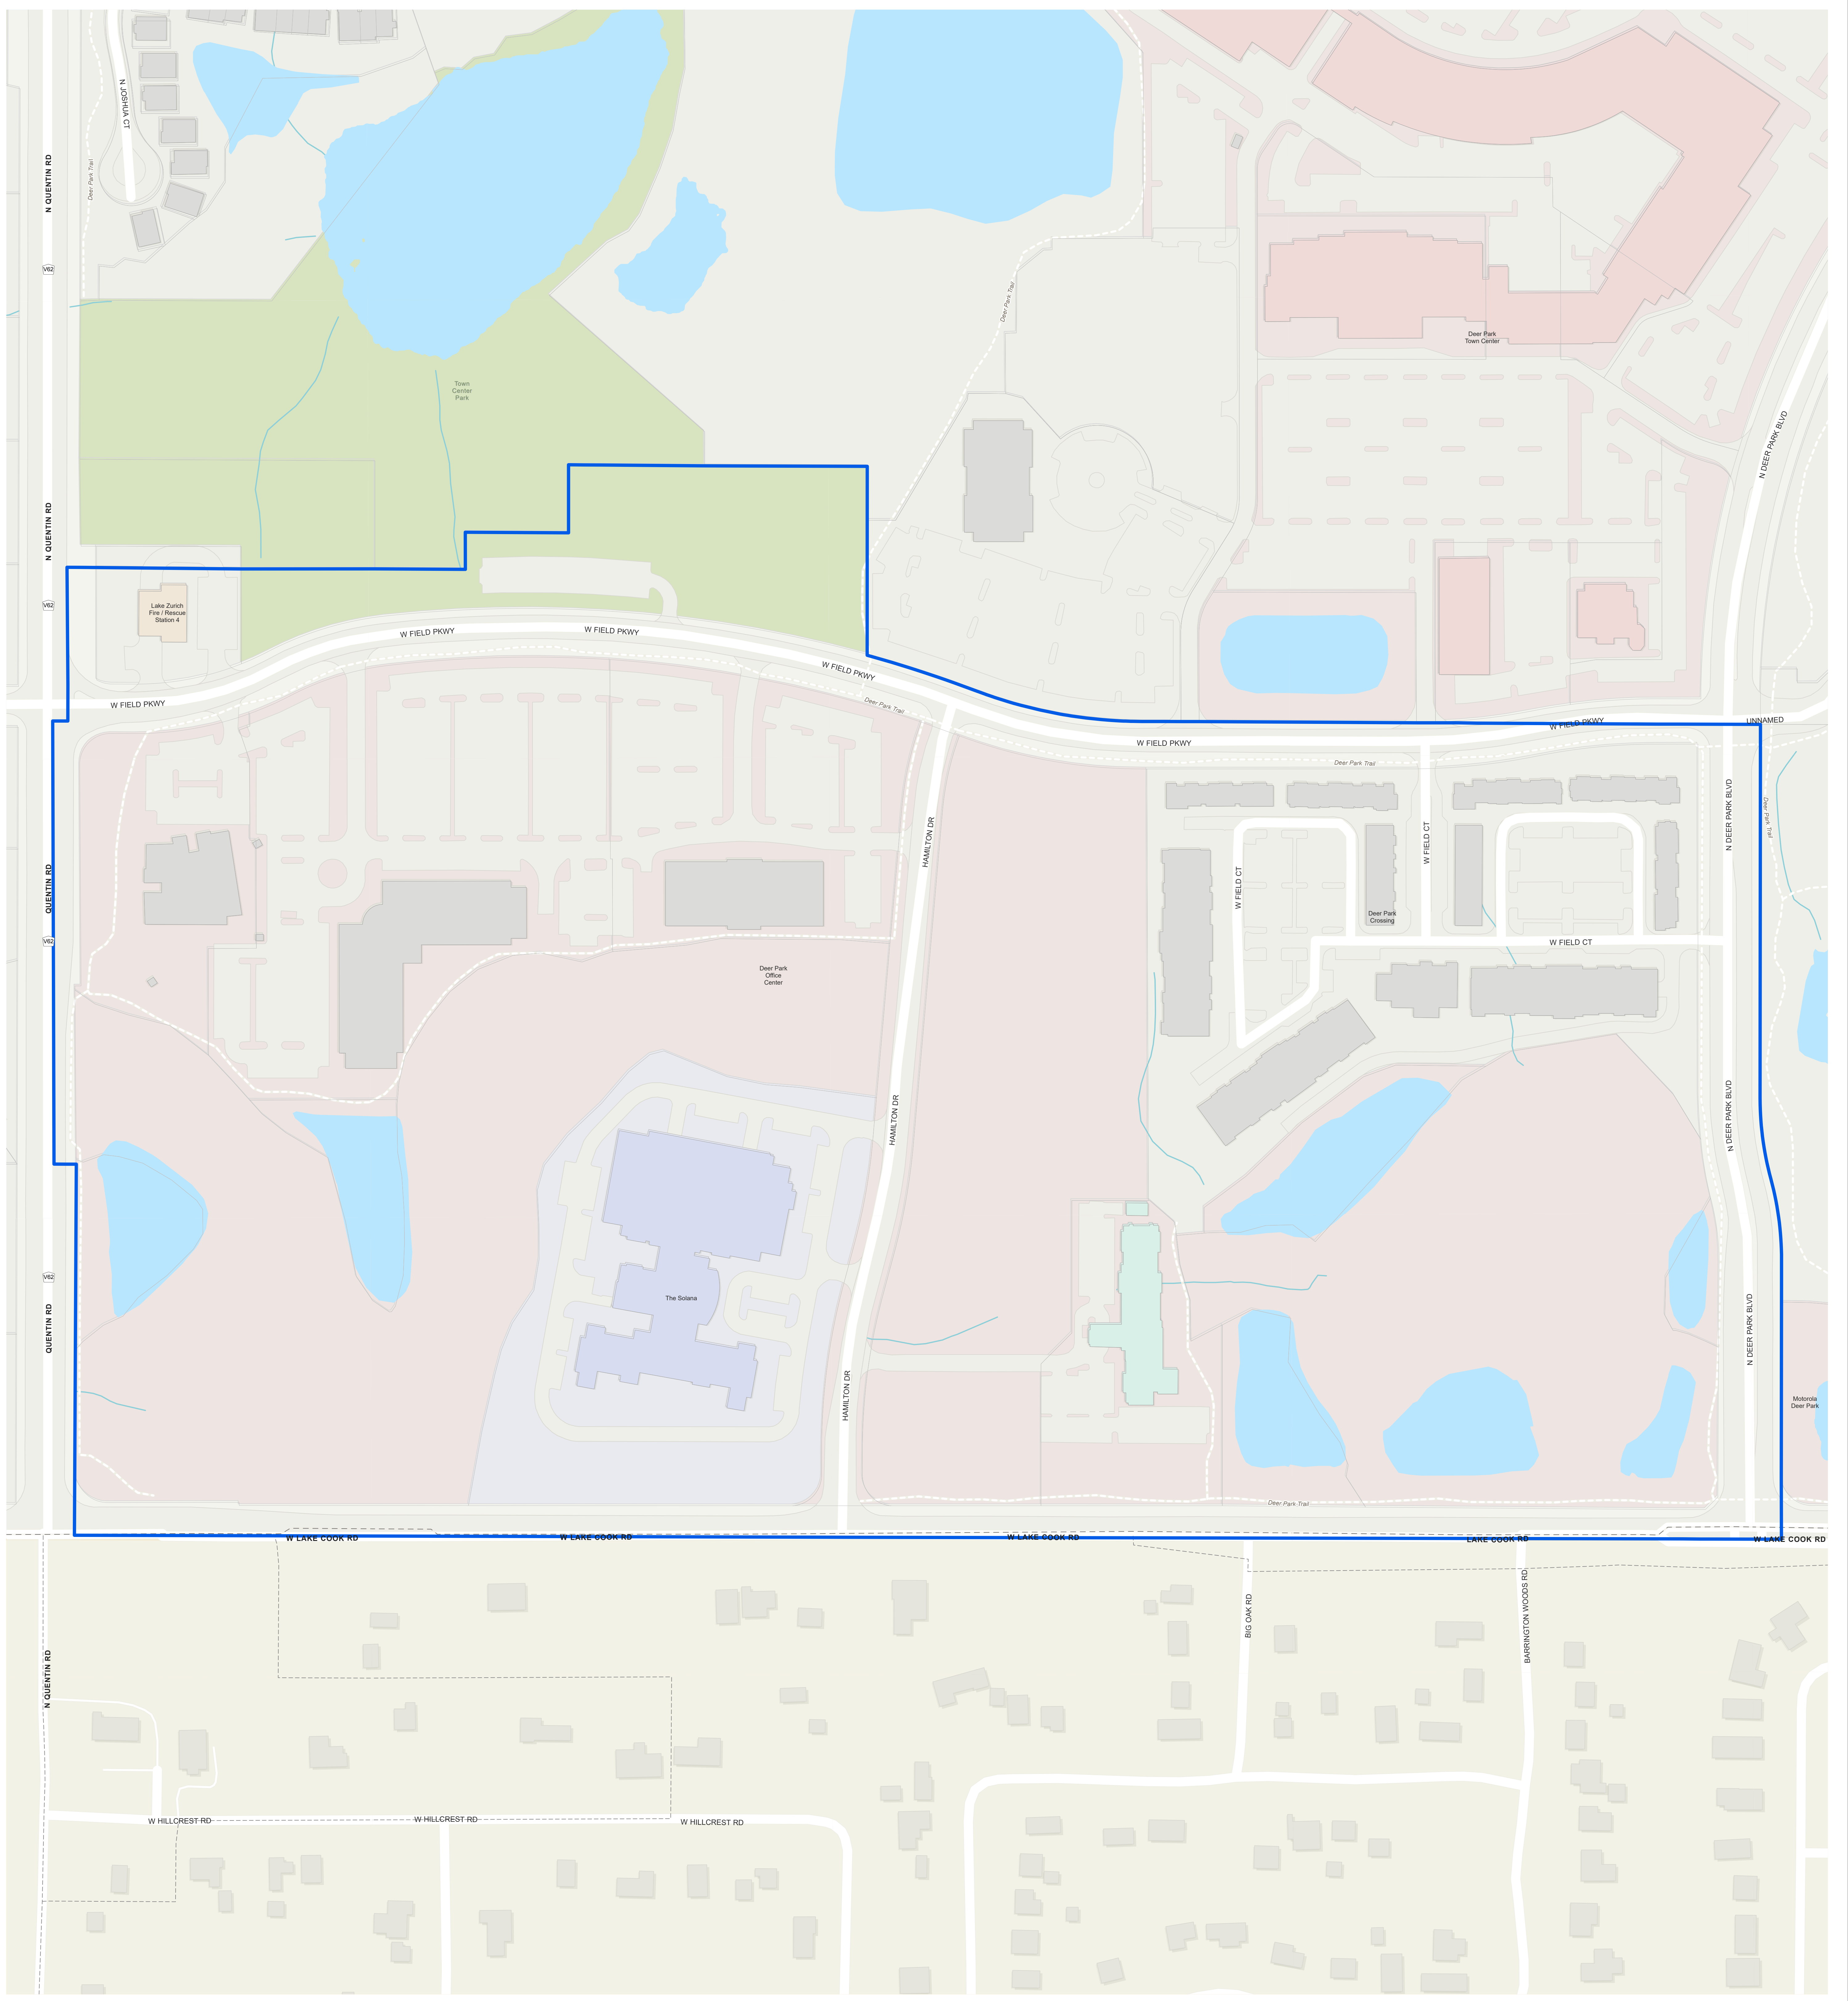 N JOSHUA CT
N QUENTIN RD
Deer Park Trail
V62
Deer Park Trail
Deer Park
Town Center
Town
Center
Park
N DEER PARK BLVD
N QUENTIN RD
V62
Lake Zurich
Fire / Rescue
Station 4
W FIELD PKWY
W FIELD PKWY
W FIELD PKWY
W FIELD PKWY
Deer Park Trail
W FIELD PKWY
W FIELD PKWY
UNNAMED
Deer Park Trail
N DEER PARK BLVD
Deer Park Trail
HAMILTON DR
W FIELD CT
W FIELD CT
QUENTIN RD
Deer Park
Crossing
V62
W FIELD CT
Deer Park
Office
Center
HAMILTON DR
N DEER PARK BLVD
V62
The Solana
QUENTIN RD
N DEER PARK BLVD
HAMILTON DR
Motorola
Deer Park
Deer Park Trail
W LAKE COOK RD
W LAKE COOK RD
W LAKE COOK RD
LAKE COOK RD
W LAKE COOK RD
BIG OAK RD
BARRINGTON WOODS RD
N QUENTIN RD
W HILLCREST RD
W HILLCREST RD
W HILLCREST RD